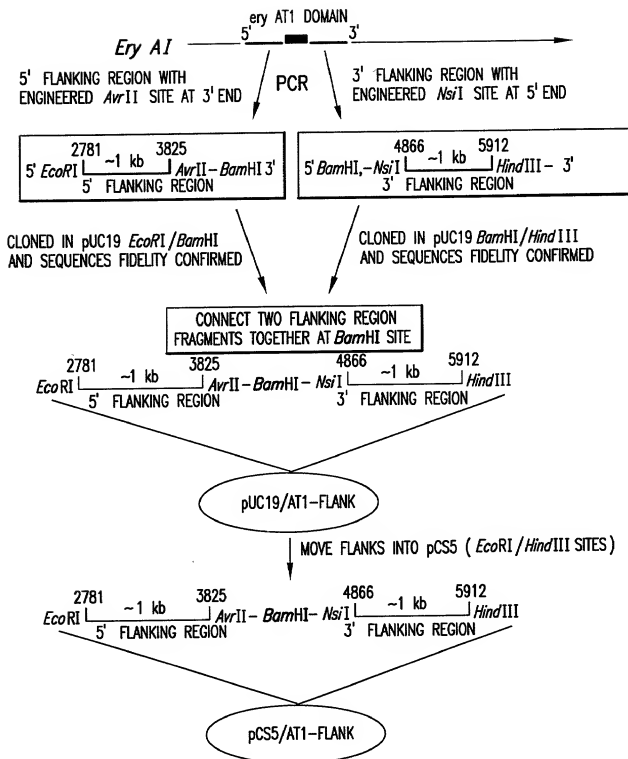 ery AT1 DOMAIN
5' 3'
Ery AI
5' FLANKING REGION WITH
ENGINEERED AvrII SITE AT 3' END
PCR
3' FLANKING REGION WITH
ENGINEERED NsiI SITE AT 5' END
2781 ~1 kb 3825
5' EcoRI AvrII-BamHI 3'
5' FLANKING REGION
4866 ~1 kb 5912
5' BamHI,-NsiI HindIII- 3'
3' FLANKING REGION
CLONED IN pUC19 EcoRI/BamHI
AND SEQUENCES FIDELITY CONFIRMED
CLONED IN pUC19 BamHI/HindIII
AND SEQUENCES FIDELITY CONFIRMED
CONNECT TWO FLANKING REGION
FRAGMENTS TOGETHER AT BamHI SITE
2781 ~1 kb 3825 4866 ~1 kb 5912
EcoRI AvrII-BamHI-NsiI HindIII
5' FLANKING REGION 3' FLANKING REGION
pUC19/AT1-FLANK
MOVE FLANKS INTO pCS5 (EcoRI/HindIII SITES)
2781 ~1 kb 3825 4866 ~1 kb 5912
EcoRI AvrII-BamHI-NsiI HindIII
5' FLANKING REGION 3' FLANKING REGION
pCS5/AT1-FLANK